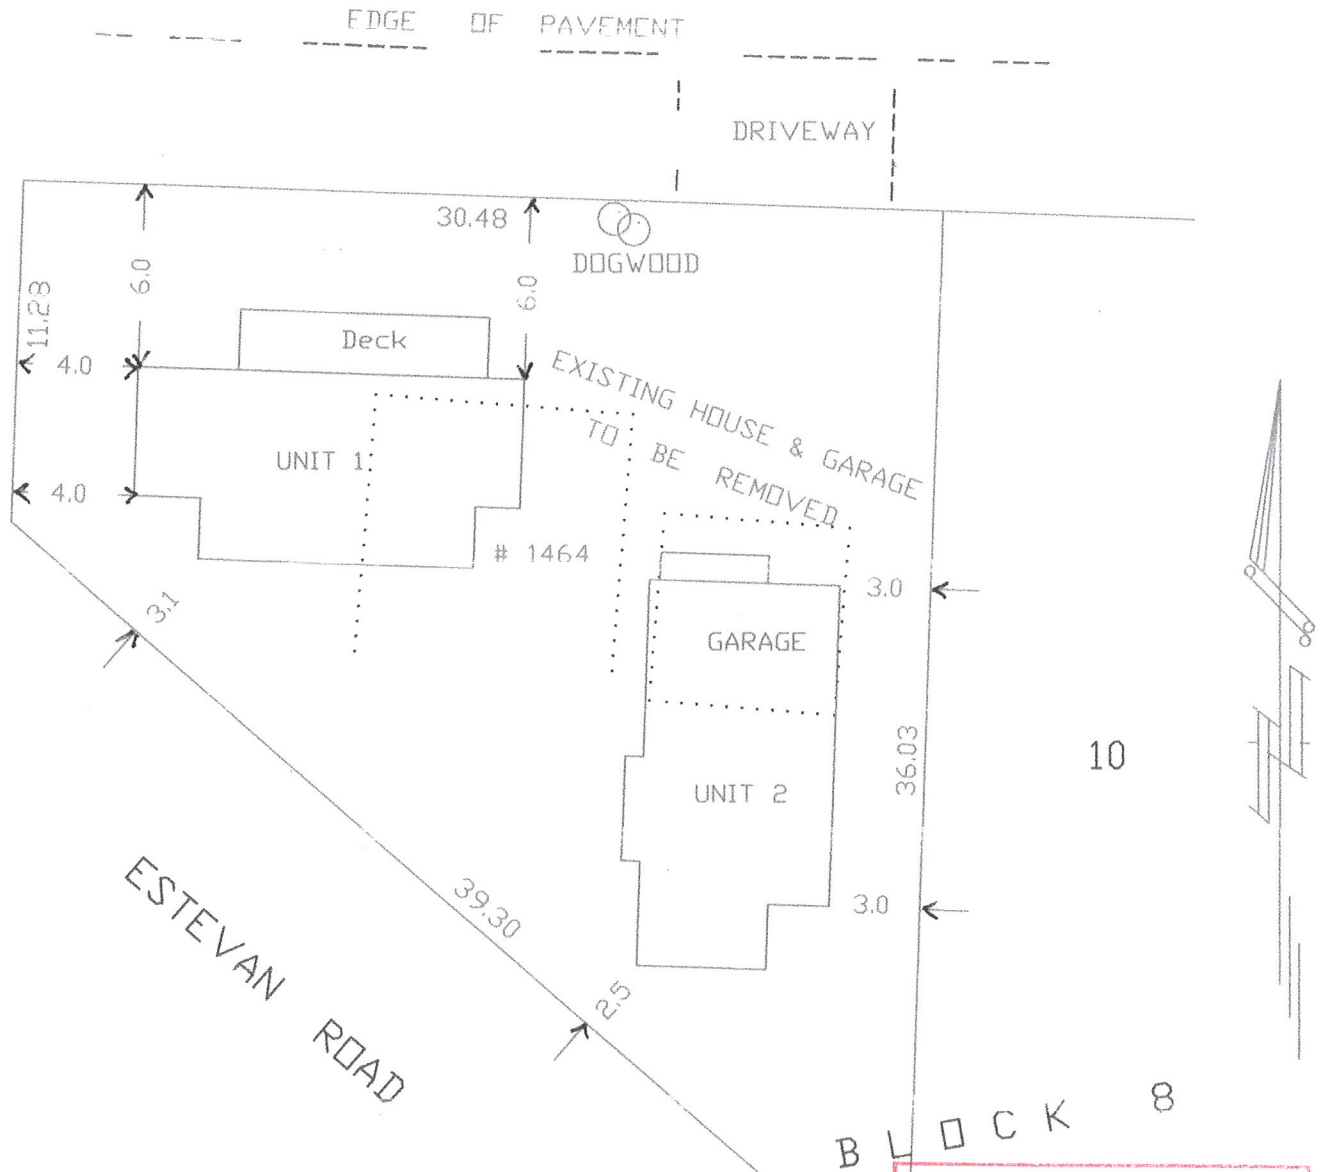 EDGE OF PAVEMENT
DRIVEWAY
30.48
DOGWOOD
6.0
6.0
11.28
Deck
4.0
EXISTING HOUSE & GARAGE
TO BE REMOVED
UNIT 1
4.0
# 1464
3.0
3.1
GARAGE
36.03
10
UNIT 2
39.30
3.0
ESTEVAN ROAD
2.5
BLOCK 8